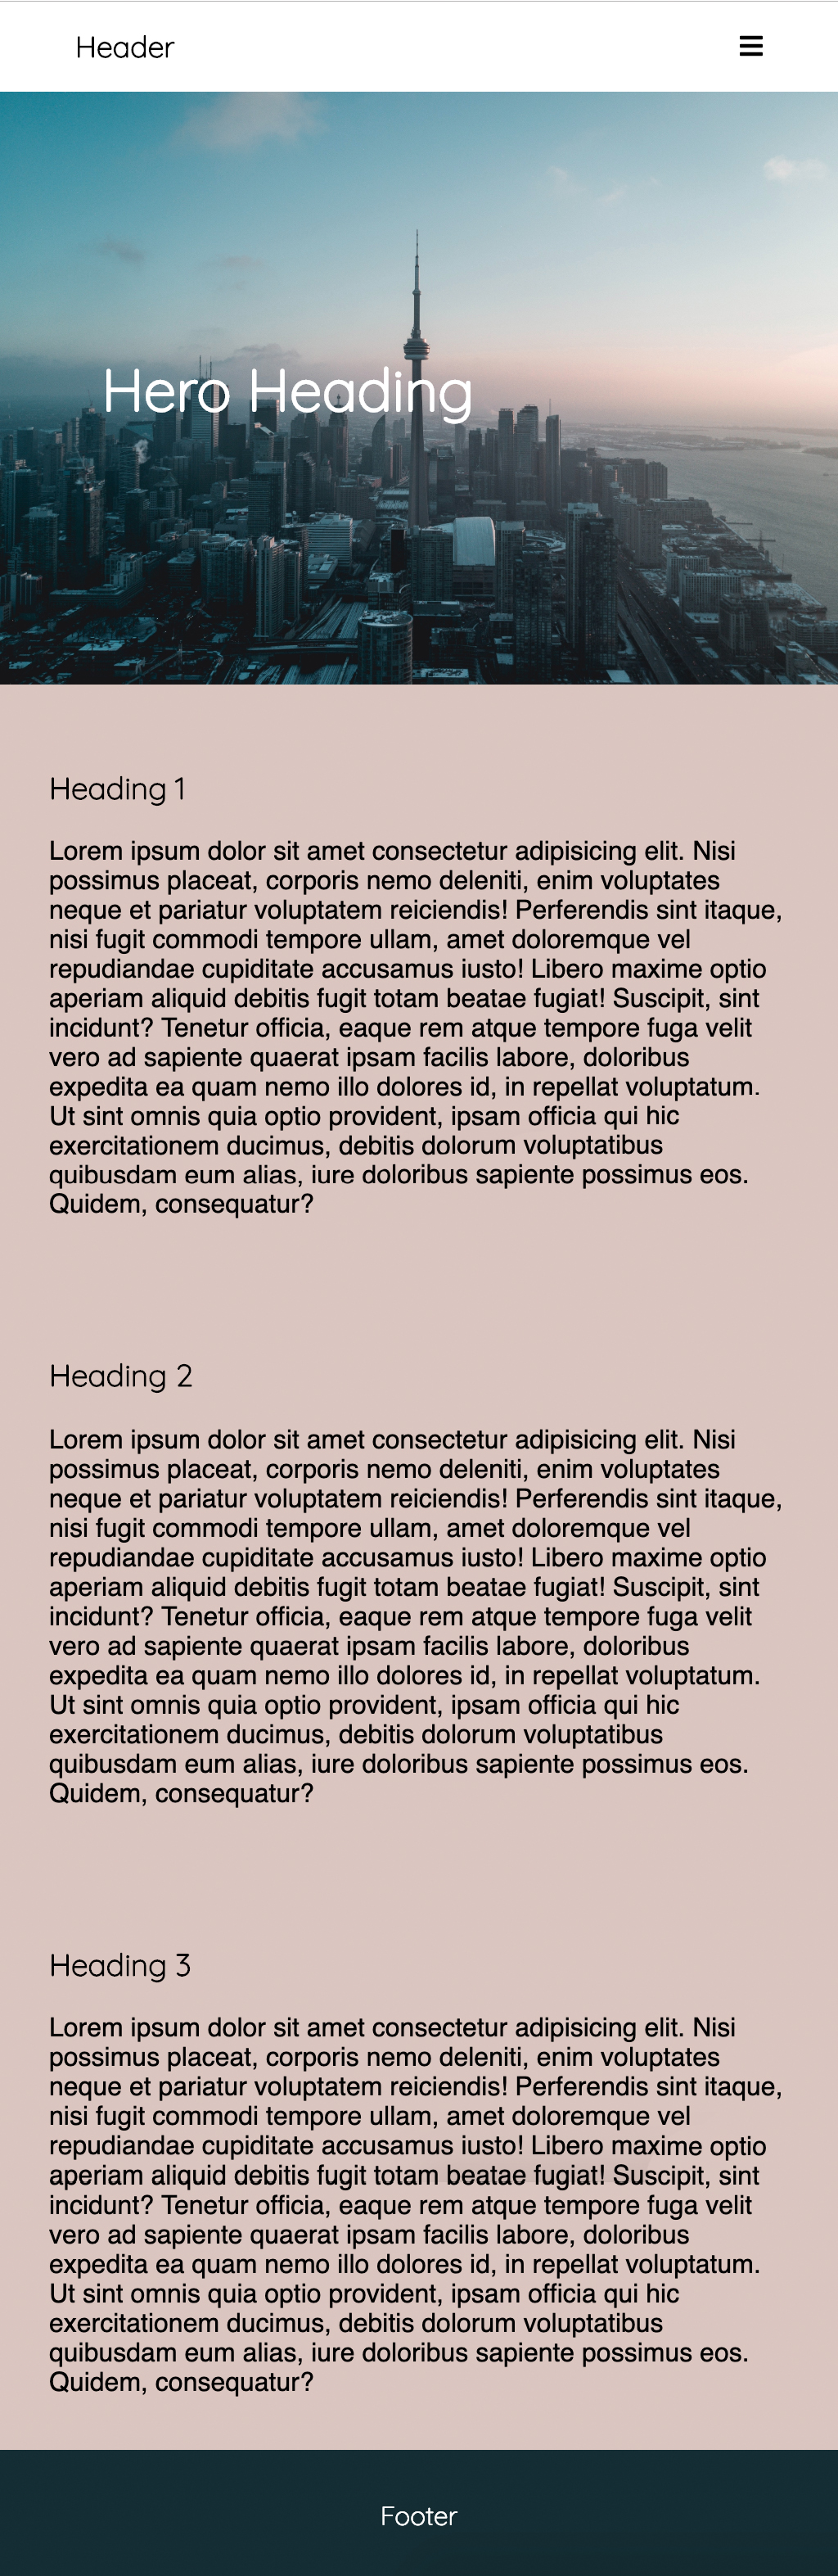 Header
Hero Heading
Heading 1
Lorem ipsum dolor sit amet consectetur adipisicing elit. Nisi
possimus placeat, corporis nemo deleniti, enim voluptates
neque et pariatur voluptatem reiciendis! Perferendis sint itaque,
nisi fugit commodi tempore ullam, amet doloremque vel
repudiandae cupiditate accusamus iusto! Libero maxime optio
aperiam aliquid debitis fugit totam beatae fugiat! Suscipit, sint
incidunt? Tenetur officia, eaque rem atque tempore fuga velit
vero ad sapiente quaerat ipsam facilis labore, doloribus
expedita ea quam nemo illo dolores id, in repellat voluptatum.
Ut sint omnis quia optio provident, ipsam officia qui hic
exercitationem ducimus, debitis dolorum voluptatibus
quibusdam eum alias, iure doloribus sapiente possimus eos.
Quidem, consequatur?
Heading 2
Lorem ipsum dolor sit amet consectetur adipisicing elit. Nisi
possimus placeat, corporis nemo deleniti, enim voluptates
neque et pariatur voluptatem reiciendis! Perferendis sint itaque,
nisi fugit commodi tempore ullam, amet doloremque vel
repudiandae cupiditate accusamus iusto! Libero maxime optio
aperiam aliquid debitis fugit totam beatae fugiat! Suscipit, sint
incidunt? Tenetur officia, eaque rem atque tempore fuga velit
vero ad sapiente quaerat ipsam facilis labore, doloribus
expedita ea quam nemo illo dolores id, in repellat voluptatum.
Ut sint omnis quia optio provident, ipsam officia qui hic
exercitationem ducimus, debitis dolorum voluptatibus
quibusdam eum alias, iure doloribus sapiente possimus eos.
Quidem, consequatur?
Heading 3
Lorem ipsum dolor sit amet consectetur adipisicing elit. Nisi
possimus placeat, corporis nemo deleniti, enim voluptates
neque et pariatur voluptatem reiciendis! Perferendis sint itaque,
nisi fugit commodi tempore ullam, amet doloremque vel
repudiandae cupiditate accusamus iusto! Libero maxime optio
aperiam aliquid debitis fugit totam beatae fugiat! Suscipit, sint
incidunt? Tenetur officia, eaque rem atque tempore fuga velit
vero ad sapiente quaerat ipsam facilis labore, doloribus
expedita ea quam nemo illo dolores id, in repellat voluptatum.
Ut sint omnis quia optio provident, ipsam officia qui hic
exercitationem ducimus, debitis dolorum voluptatibus
quibusdam eum alias, iure doloribus sapiente possimus eos.
Quidem, consequatur?
Footer